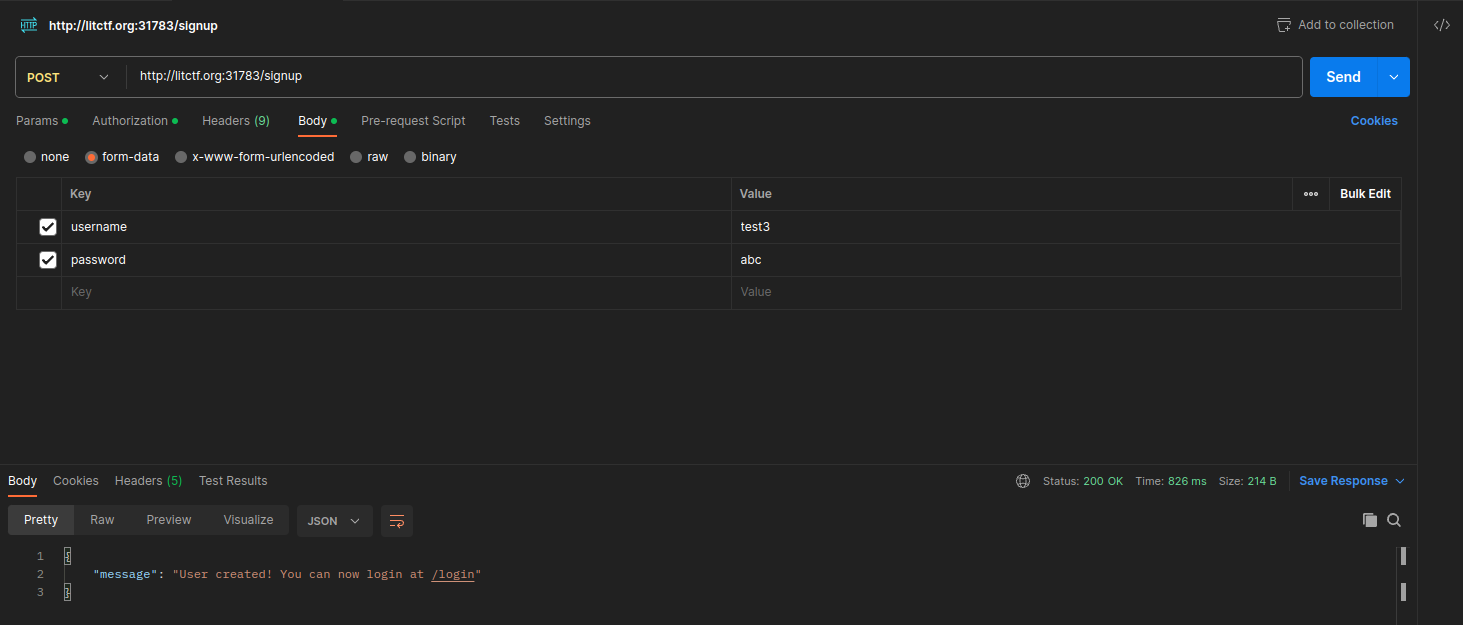 HTTP http://litctf.org:31783/signup Add to collection </>
POST http://litctf.org:31783/signup Send
Params Authorization Headers (9) Body Pre-request Script Tests Settings Cookies
none form-data x-www-form-urlencoded raw binary
Key Value Bulk Edit
username test3
password abc
Key Value
Body Cookies Headers (5) Test Results Status: 200 OK Time: 826 ms Size: 214 B Save Response
Pretty Raw Preview Visualize JSON
1 {
2 "message": "User created! You can now login at /login"
3 }